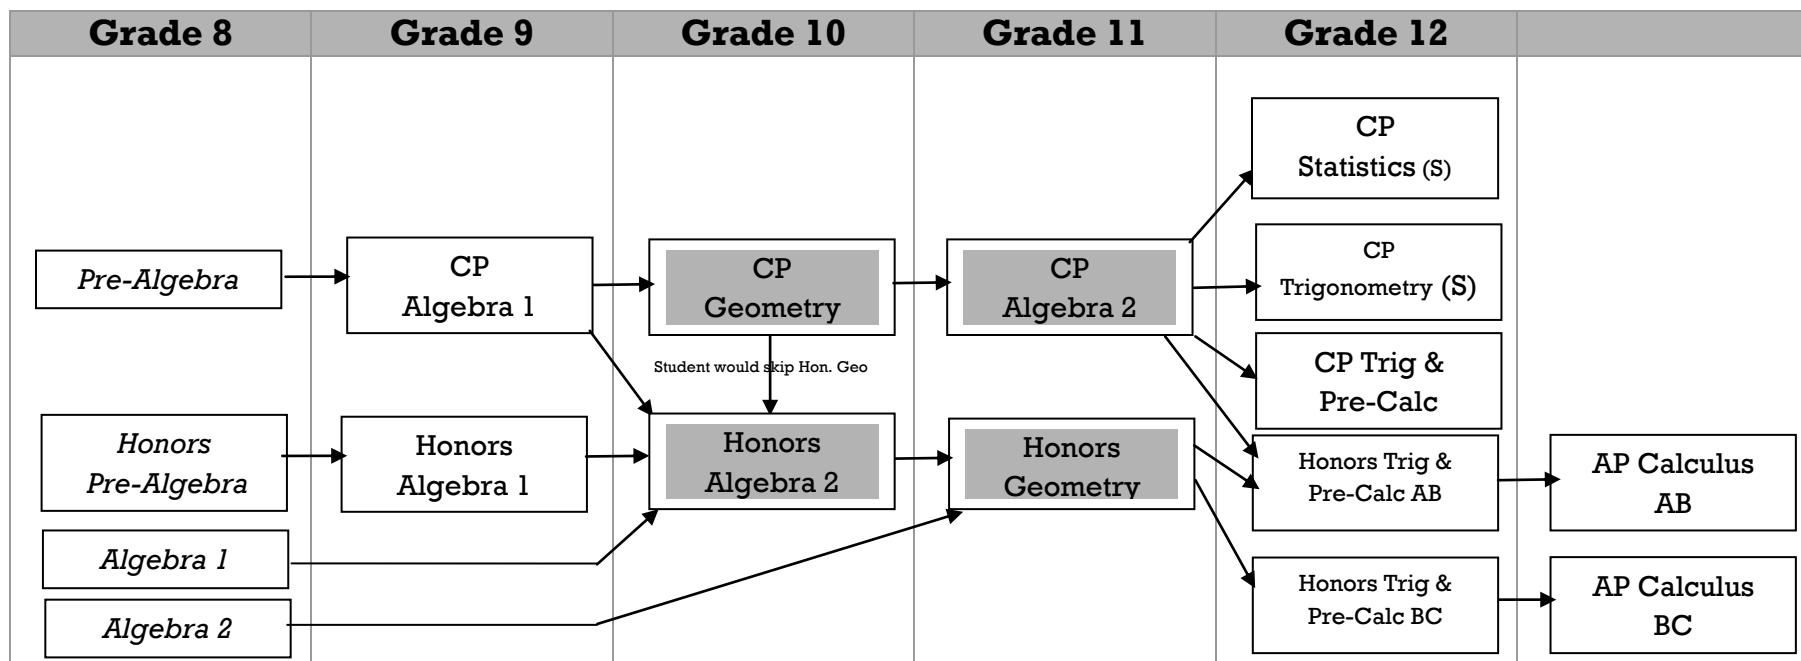 Grade 8
Grade 9
Grade 10
Grade 11
Grade 12
CP
Statistics (S)
Pre-Algebra
CP
Algebra 1
CP
Geometry
CP
Algebra 2
CP
Trigonometry (S)
Student would skip Hon. Geo
CP Trig &
Pre-Calc
Honors
Pre-Algebra
Honors
Algebra 1
Honors
Algebra 2
Honors
Geometry
Honors Trig &
Pre-Calc AB
AP Calculus
AB
Algebra 1
Honors Trig &
Pre-Calc BC
AP Calculus
BC
Algebra 2